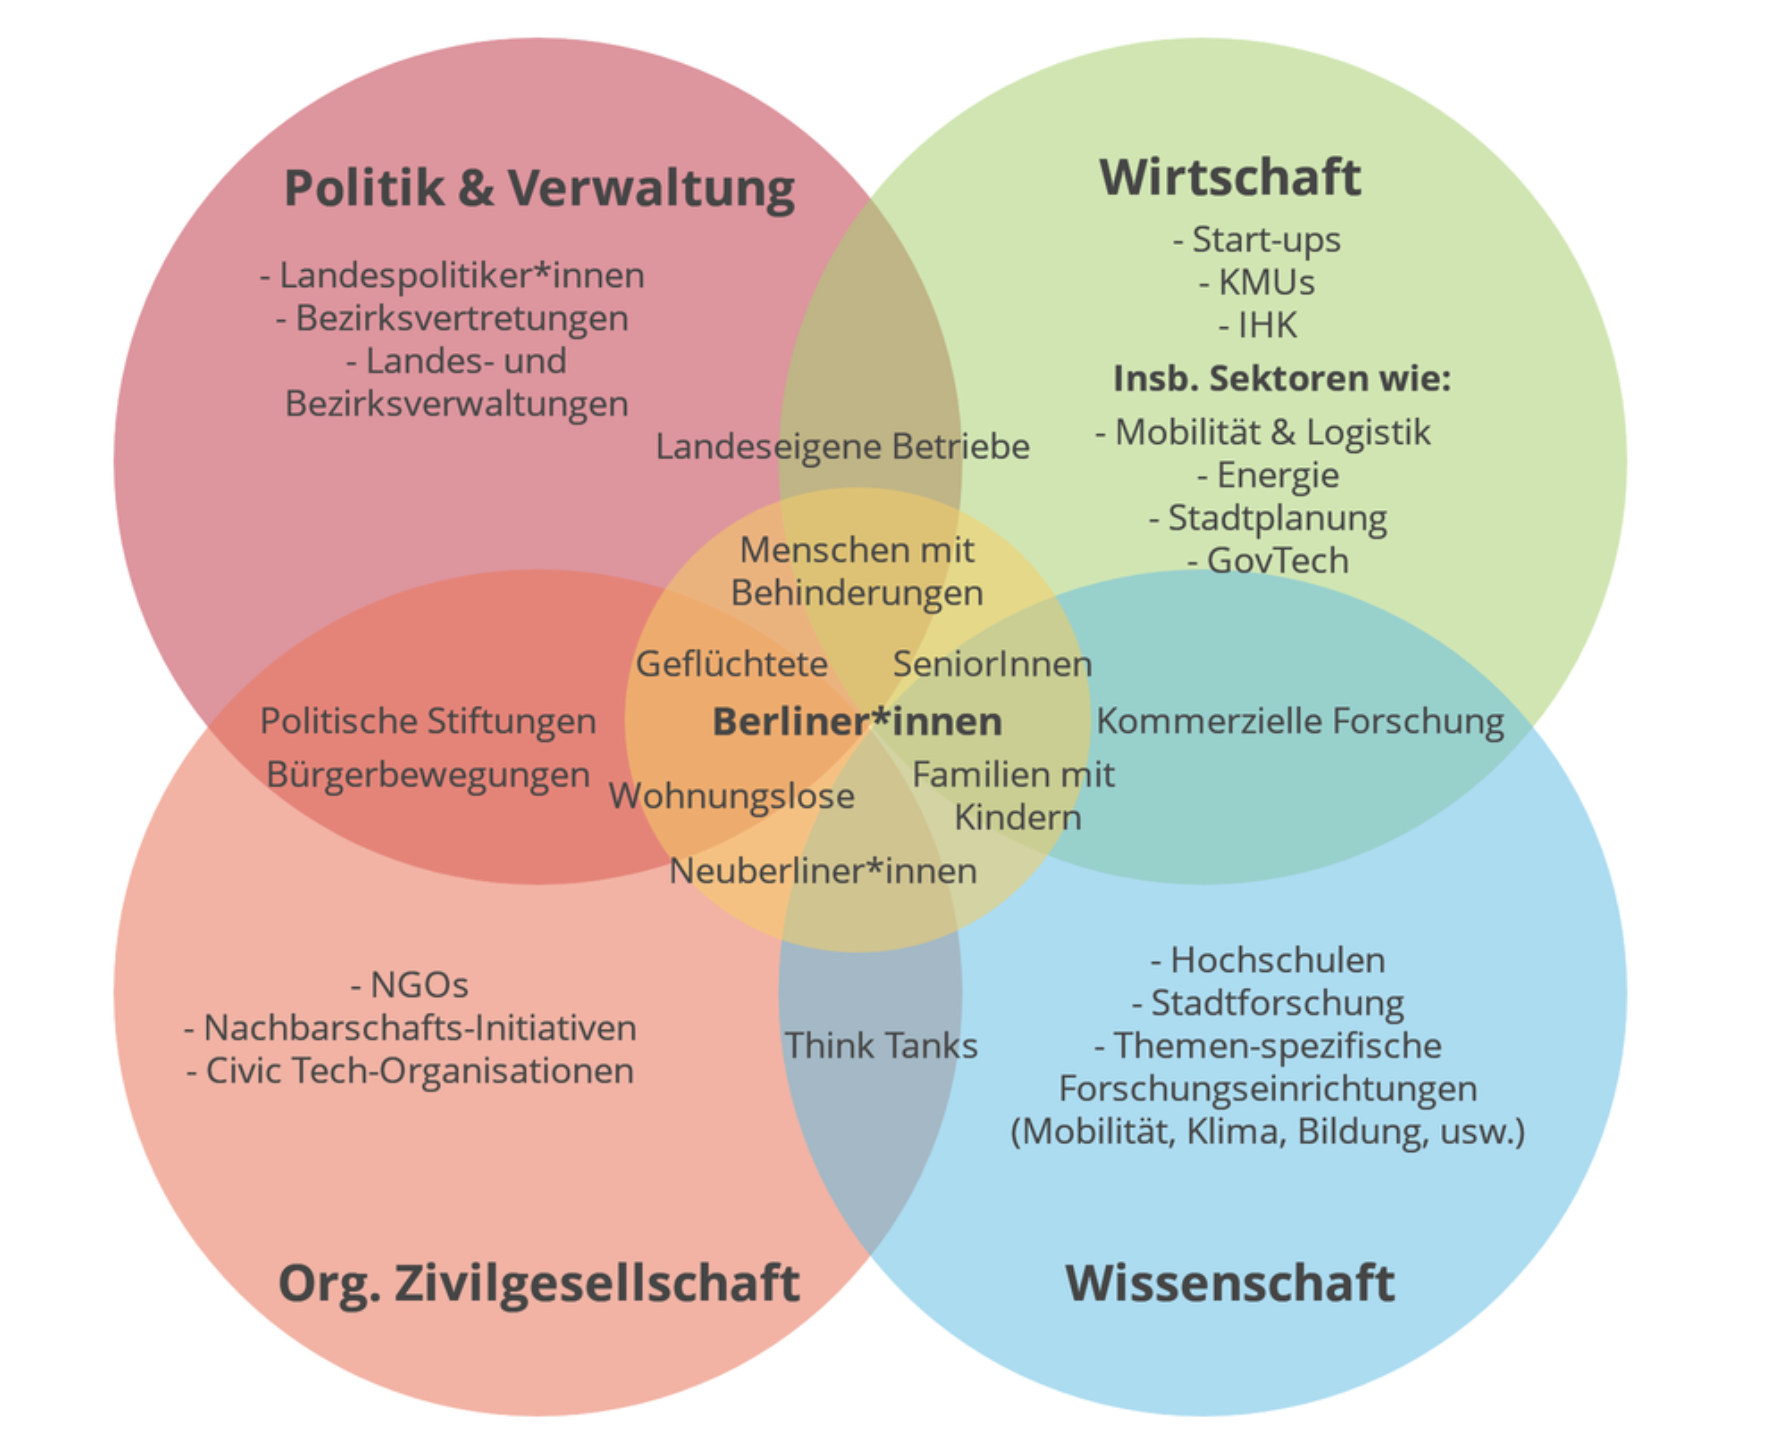 Politik & Verwaltung
- Landespolitiker*innen
- Bezirksvertretungen
- Landes- und
Bezirksverwaltungen
Wirtschaft
- Start-ups
- KMUs
- IHK
Insb. Sektoren wie:
- Mobilität & Logistik
- Energie
- Stadtplanung
- GovTech
Landeseigene Betriebe
Menschen mit
Behinderungen
Geflüchtete
SeniorInnen
Politische Stiftungen
Bürgerbewegungen
Berliner*innen
Kommerzielle Forschung
Wohnungslose
Familien mit
Kindern
Neuberliner*innen
- NGOs
- Nachbarschafts-Initiativen
- Civic Tech-Organisationen
Think Tanks
- Hochschulen
- Stadtforschung
- Themen-spezifische
Forschungseinrichtungen
(Mobilität, Klima, Bildung, usw.)
Org. Zivilgesellschaft
Wissenschaft